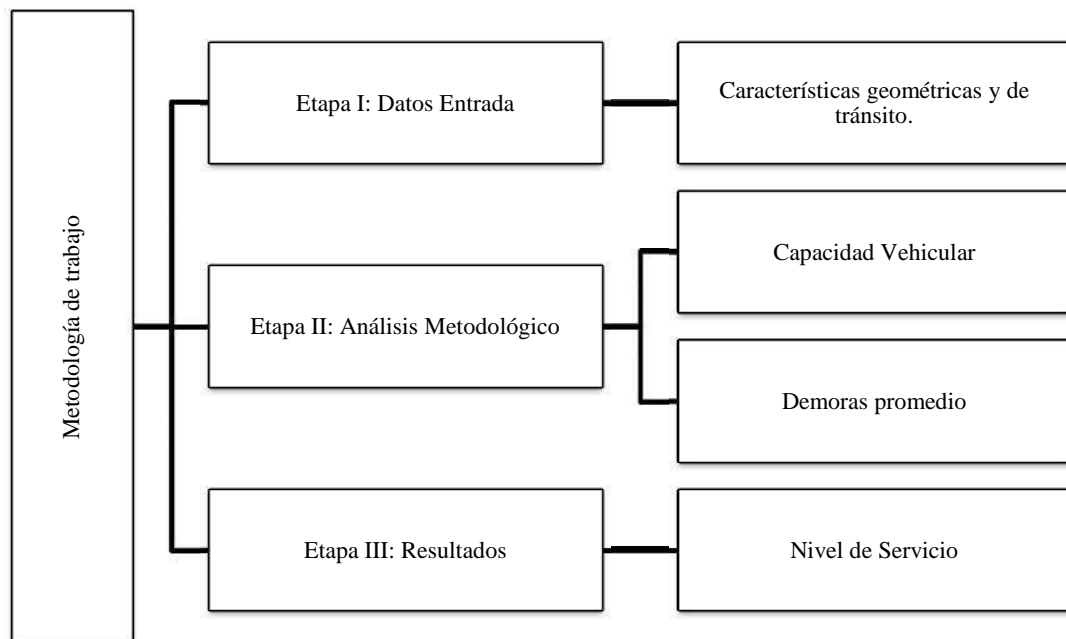 Metodología de trabajo
Etapa I: Datos Entrada
Características geométricas y de
tránsito.
Etapa II: Análisis Metodológico
Capacidad Vehicular
Demoras promedio
Etapa III: Resultados
Nivel de Servicio